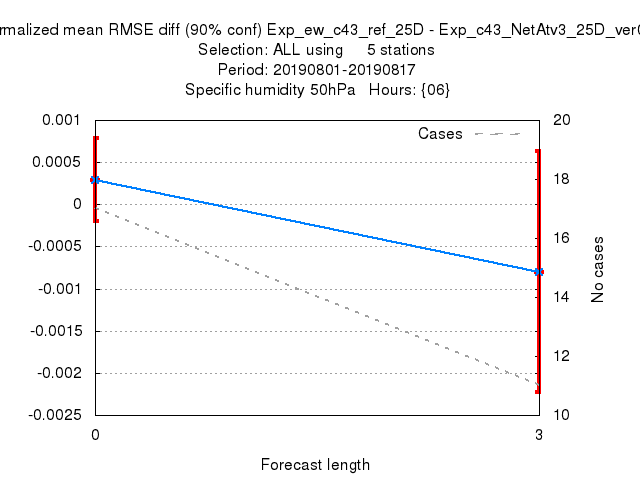 rmalized mean RMSE diff (90% conf) Exp_ew_c43_ref_25D - Exp_c43_NetAtv3_25D_ver
Selection: ALL using 5 stations
Period: 20190801-20190817
Specific humidity 50hPa Hours: {06}
Cases
0.001
0.0005
0
-0.0005
-0.001
-0.0015
-0.002
-0.0025
20
18
16
14
12
10
No cases
0
3
Forecast length